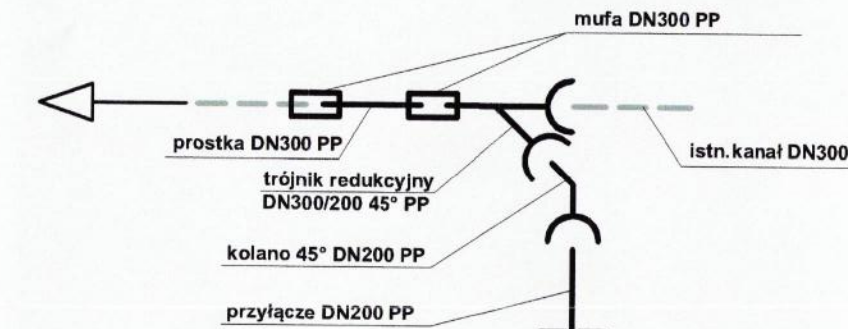 mufa DN300 PP
prostka DN300 PP
istn.kanał DN300
trójnik redukcyjny
DN300/200 45° PP
kolano 45° DN200 PP
przyłącze DN200 PP